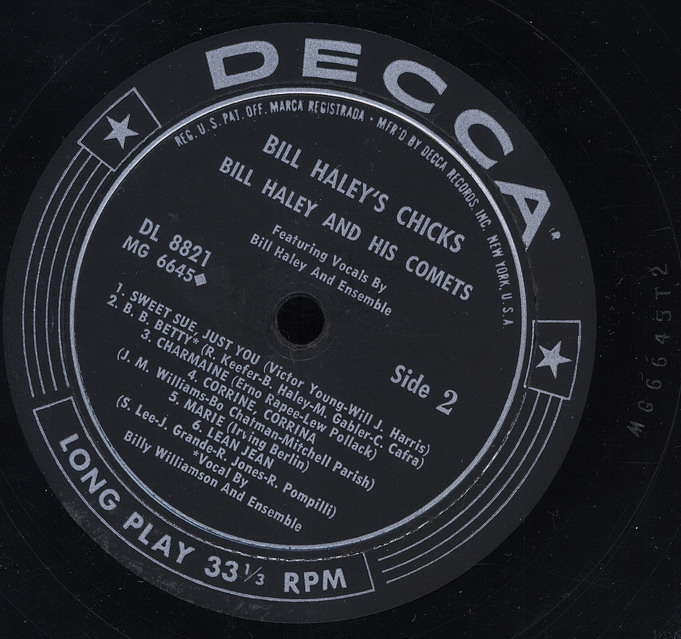 DECCA®
REG. U.S. PAT. OFF. MARCA REGISTRADA • MFR'D BY DECCA RECORDS, INC., NEW YORK, U.S.A.
BILL HALEY'S CHICKS
BILL HALEY AND HIS COMETS
Featuring Vocals By
Bill Haley And Ensemble
DL 8821
MG 6645◆
Side 2
1. SWEET SUE, JUST YOU (Victor Young-Will J. Harris)
2. B. B. BETTY* (R. Keefer-B. Haley-M. Gabler-C. Cafra)
3. CHARMAINE (Erno Rapee-Lew Pollack)
4. CORRINE, CORRINA
(J. M. Williams-Bo Chatman-Mitchell Parish)
5. MARIE (Irving Berlin)
6. LEAN JEAN
(S. Lee-J. Grande-R. Jones-R. Pompilli)
*Vocal By
Billy Williamson And Ensemble
LONG PLAY 33⅓ RPM
MG6645T2